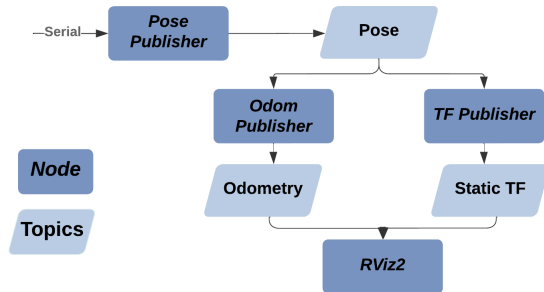 Serial
Pose
Publisher
Pose
Odom
Publisher
TF Publisher
Node
Odometry
Static TF
Topics
RViz2